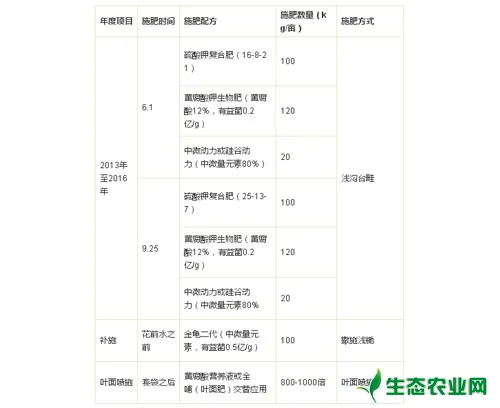 年度项目 施肥时间 施肥配方 施肥数量（k
g/亩） 施肥方式
2013年
至2016
年
6.1
硫酸钾复合肥（16-8-2
1）
100
黄腐酸钾生物肥（黄腐
酸12%，有益菌0.2
亿/g）
120
中微动力或硅谷动
力（中微量元素80%）
20
浅沟台畦
9.25
硫酸钾复合肥（25-13-
7）
100
黄腐酸钾生物肥（黄腐
酸12%，有益菌0.2
亿/g）
120
中微动力或硅谷动
力（中微量元素80%
20
补施
花前水之
前
金龟二代（中微量元
素，有益菌0.5亿/g）
100
撒施浅锄
叶面喷施
套袋之后
黄腐酸营养液或全
哺（叶面肥）交替应用
800-1000倍
叶面喷施
生态农业网